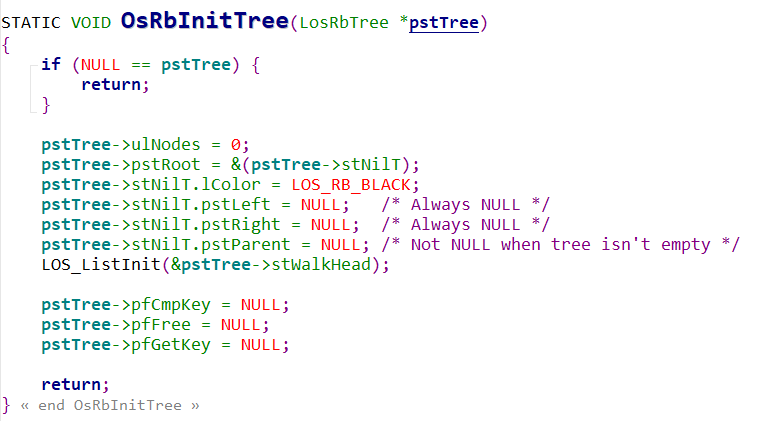 STATIC VOID OsRbInitTree(LosRbTree *pstTree)
{
    if (NULL == pstTree) {
        return;
    }

    pstTree->ulNodes = 0;
    pstTree->pstRoot = &(pstTree->stNilT);
    pstTree->stNilT.lColor = LOS_RB_BLACK;
    pstTree->stNilT.pstLeft = NULL;   /* Always NULL */
    pstTree->stNilT.pstRight = NULL;  /* Always NULL */
    pstTree->stNilT.pstParent = NULL; /* Not NULL when tree isn't empty */
    LOS_ListInit(&pstTree->stWalkHead);

    pstTree->pfCmpKey = NULL;
    pstTree->pfFree = NULL;
    pstTree->pfGetKey = NULL;

    return;
} « end OsRbInitTree »